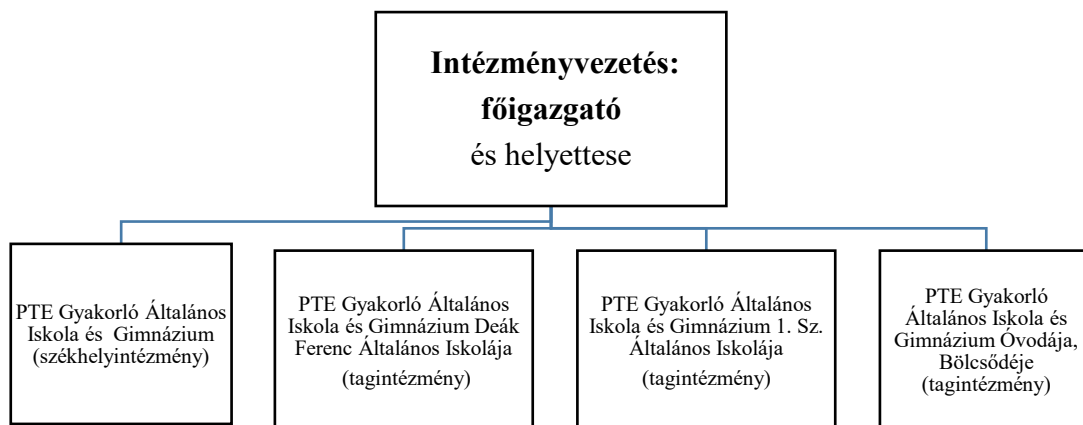 Intézményvezetés:
főigazgató
és helyettese
PTE Gyakorló Általános
Iskola és Gimnázium
(székhelyintézmény)
PTE Gyakorló Általános
Iskola és Gimnázium Deák
Ferenc Általános Iskolája
(tagintézmény)
PTE Gyakorló Általános
Iskola és Gimnázium 1. Sz.
Általános Iskolája
(tagintézmény)
PTE Gyakorló
Általános Iskola és
Gimnázium Óvodája,
Bölcsődéje
(tagintézmény)